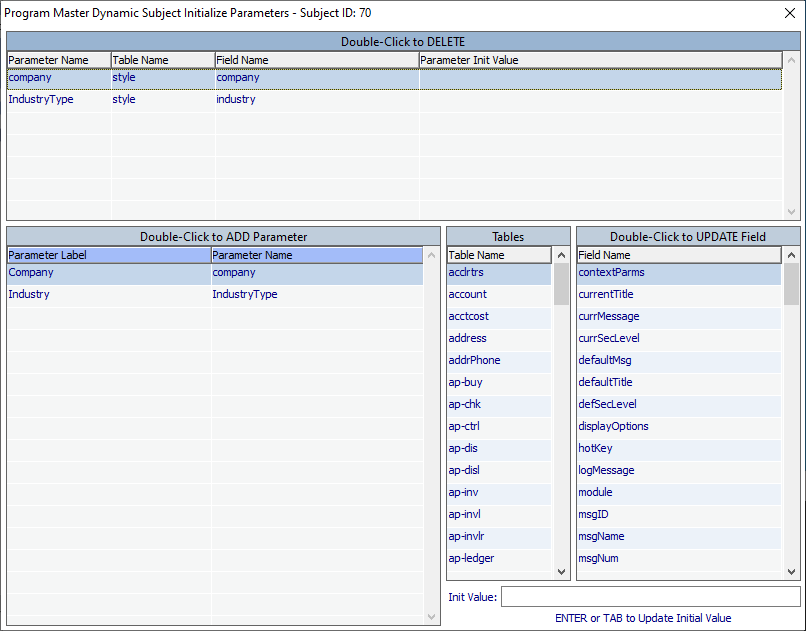 Program Master Dynamic Subject Initialize Parameters - Subject ID: 70
Double-Click to DELETE
Parameter Name Table Name Field Name Parameter Init Value
company style company
IndustryType style industry
Double-Click to ADD Parameter
Parameter Label Parameter Name
Company company
Industry IndustryType
Tables
Table Name
acdrtrs
account
acctcost
address
addrPhone
ap-buy
ap-chk
ap-ctrl
ap-dis
ap-disl
ap-inv
ap-invl
ap-invlr
ap-ledger
Double-Click to UPDATE Field
Field Name
contextParms
currentTitle
currMessage
currSecLevel
defaultMsg
defaultTitle
defSecLevel
displayOptions
hotKey
logMessage
module
msgID
msgName
msgNum
Init Value:
ENTER or TAB to Update Initial Value